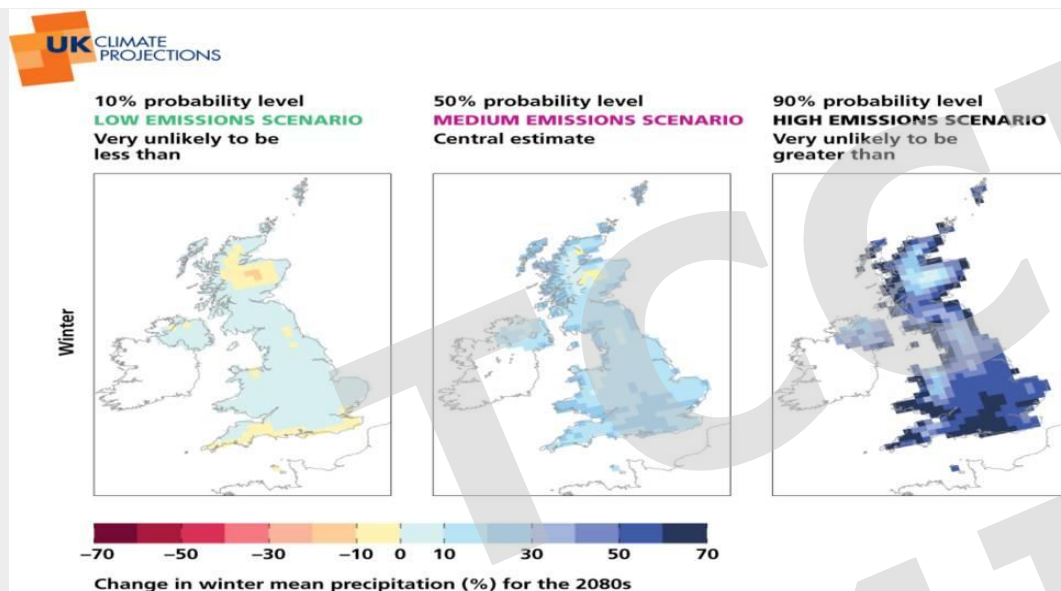 UK CLIMATE
PROJECTIONS
10% probability level
LOW EMISSIONS SCENARIO
Very unlikely to be
less than
50% probability level
MEDIUM EMISSIONS SCENARIO
Central estimate
90% probability level
HIGH EMISSIONS SCENARIO
Very unlikely to be
greater than
Winter
–70 –50 –30 –10 0 10 30 50 70
Change in winter mean precipitation (%) for the 2080s